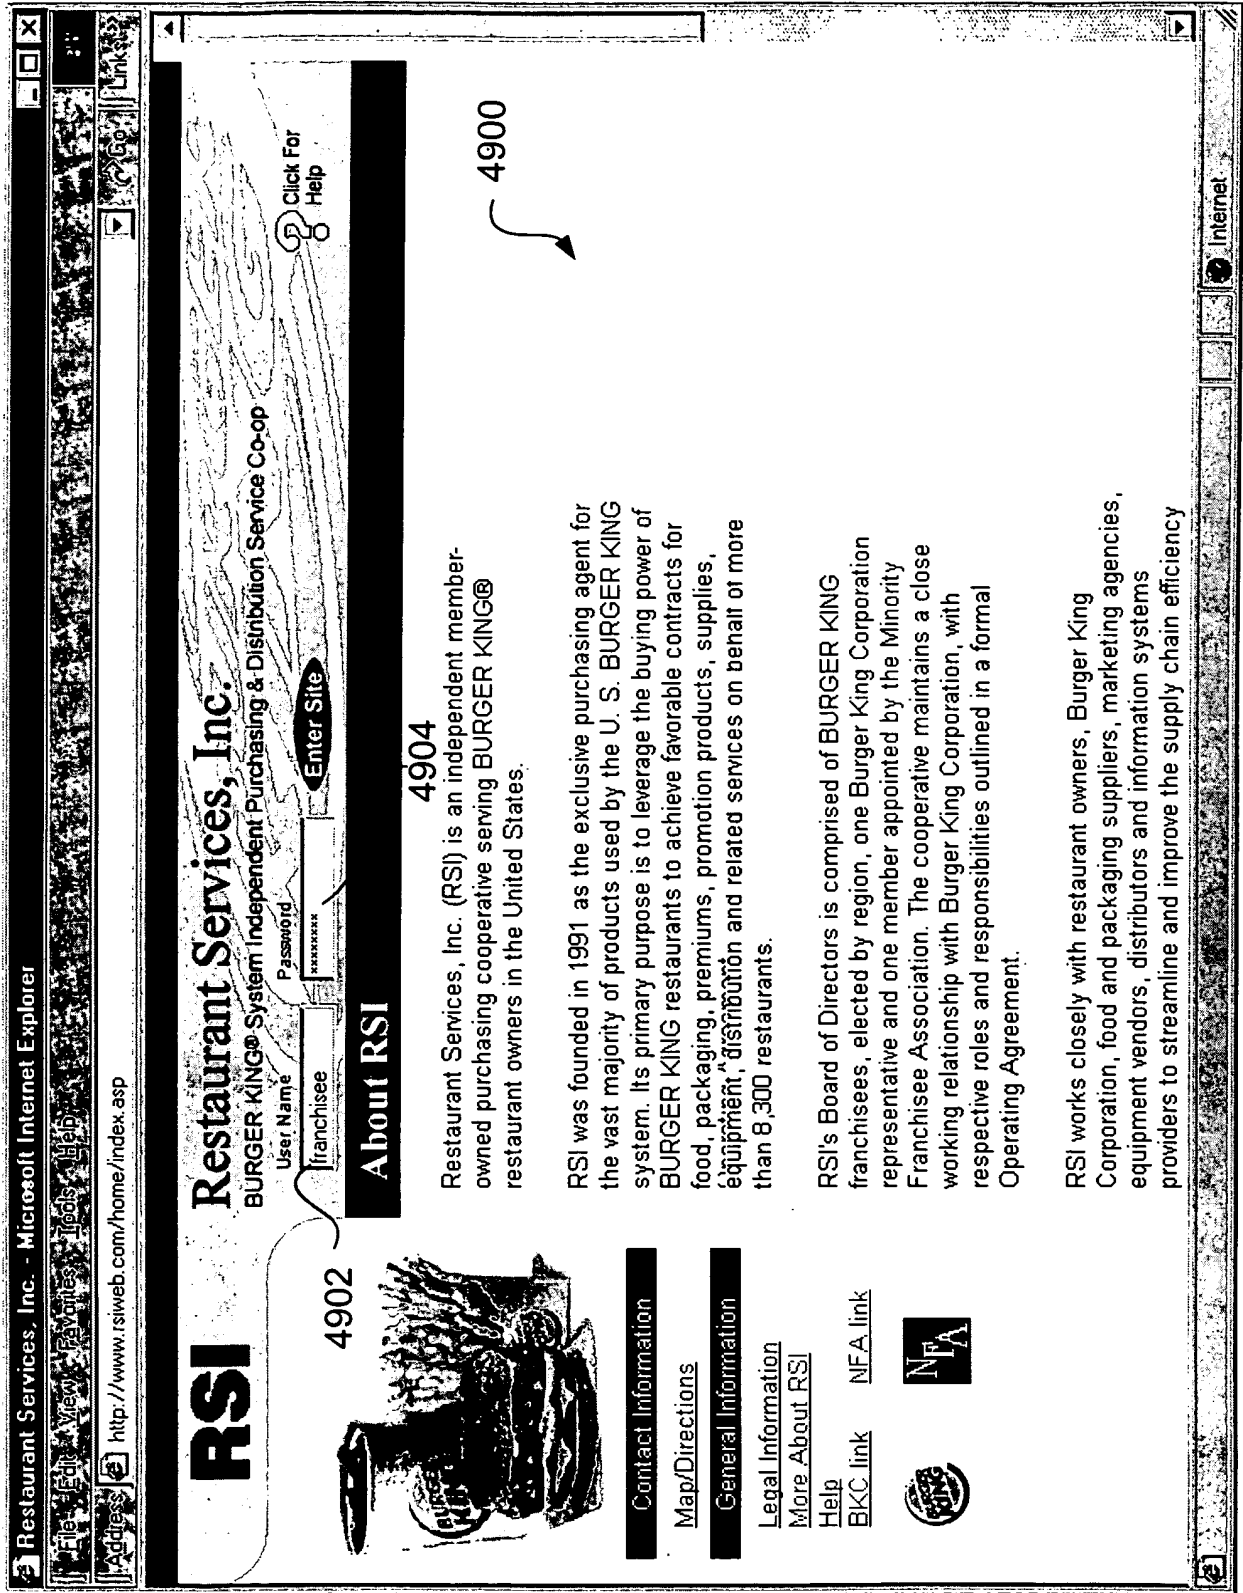 Restaurant Services, Inc. - Microsoft Internet Explorer
File Edit View Favorites Tools Help
Address http://www.rsiweb.com/home/index.asp Go Links »
RSI
Restaurant Services, Inc.
BURGER KING® System Independent Purchasing & Distribution Service Co-op
User Name Password
franchisee ******** Enter Site
Click For
Help
4902
4904
4900
About RSI
Restaurant Services, Inc. (RSI) is an independent member-
owned purchasing cooperative serving BURGER KING®
restaurant owners in the United States.
RSI was founded in 1991 as the exclusive purchasing agent for
the vast majority of products used by the U. S. BURGER KING
system. Its primary purpose is to leverage the buying power of
BURGER KING restaurants to achieve favorable contracts for
food, packaging, premiums, promotion products, supplies,
equipment, distribution and related services on behalf of more
than 8,300 restaurants.
RSI's Board of Directors is comprised of BURGER KING
franchisees, elected by region, one Burger King Corporation
representative and one member appointed by the Minority
Franchisee Association. The cooperative maintains a close
working relationship with Burger King Corporation, with
respective roles and responsibilities outlined in a formal
Operating Agreement.
RSI works closely with restaurant owners, Burger King
Corporation, food and packaging suppliers, marketing agencies,
equipment vendors, distributors and information systems
providers to streamline and improve the supply chain efficiency
Contact Information
Map/Directions
General Information
Legal Information
More About RSI
Help
BKC link NFA link
BURGER KING NFA
Internet